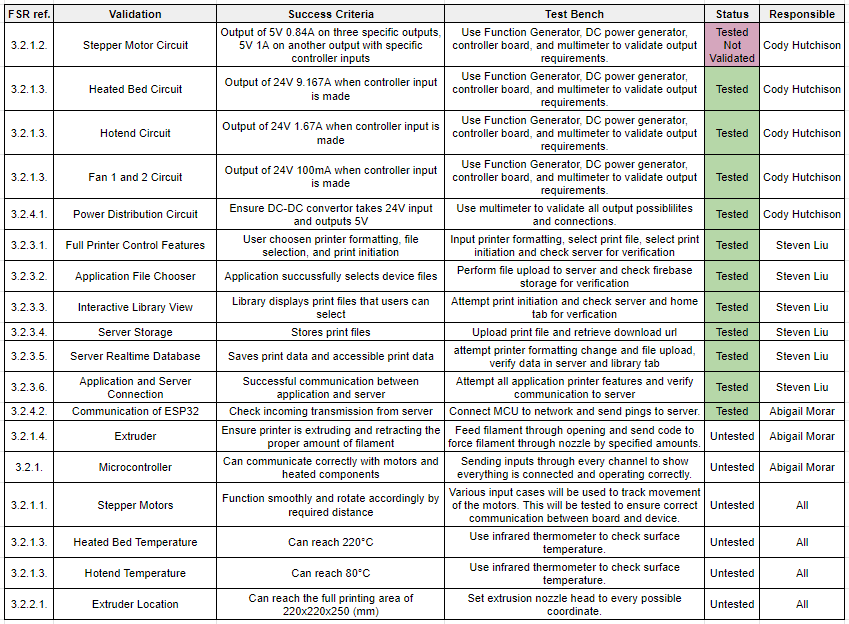 FSR ref. Validation Success Criteria Test Bench Status Responsible
3.2.1.2. Stepper Motor Circuit Output of 5V 0.84A on three specific outputs, 5V 1A on another output with specific controller inputs Use Function Generator, DC power generator, controller board, and multimeter to validate output requirements. Tested Not Validated Cody Hutchison
3.2.1.3. Heated Bed Circuit Output of 24V 9.167A when controller input is made Use Function Generator, DC power generator, controller board, and multimeter to validate output requirements. Tested Cody Hutchison
3.2.1.3. Hotend Circuit Output of 24V 1.67A when controller input is made Use Function Generator, DC power generator, controller board, and multimeter to validate output requirements. Tested Cody Hutchison
3.2.1.3. Fan 1 and 2 Circuit Output of 24V 100mA when controller input is made Use Function Generator, DC power generator, controller board, and multimeter to validate output requirements. Tested Cody Hutchison
3.2.4.1. Power Distribution Circuit Ensure DC-DC convertor takes 24V input and outputs 5V Use multimeter to validate all output possiblilites and connections. Tested Cody Hutchison
3.2.3.1. Full Printer Control Features User choosen printer formatting, file selection, and print initiation Input printer formatting, select print file, select print initiation and check server for verification Tested Steven Liu
3.2.3.2. Application File Chooser Application succussfully selects device files Perform file upload to server and check firebase storage for verification Tested Steven Liu
3.2.3.3. Interactive Library View Library displays print files that users can select Attempt print initiation and check server and home tab for verfication Tested Steven Liu
3.2.3.4. Server Storage Stores print files Upload print file and retrieve download url Tested Steven Liu
3.2.3.5. Server Realtime Database Saves print data and accessible print data attempt printer formatting change and file upload, verify data in server and library tab Tested Steven Liu
3.2.3.6. Application and Server Connection Successful communication between application and server Attempt all application printer features and verify communication to server Tested Steven Liu
3.2.4.2. Communication of ESP32 Check incoming transmission from server Connect MCU to network and send pings to server. Tested Abigail Morar
3.2.1.4. Extruder Ensure printer is extruding and retracting the proper amount of filament Feed filament through opening and send code to force filament through nozzle by specified amounts. Untested Abigail Morar
3.2.1. Microcontroller Can communicate correctly with motors and heated components Sending inputs through every channel to show everything is connected and operating correctly. Untested Abigail Morar
3.2.1.1. Stepper Motors Function smoothly and rotate accordingly by required distance Various input cases will be used to track movement of the motors. This will be tested to ensure correct communication between board and device. Untested All
3.2.1.3. Heated Bed Temperature Can reach 220°C Use infrared thermometer to check surface temperature. Untested All
3.2.1.3. Hotend Temperature Can reach 80°C Use infrared thermometer to check surface temperature. Untested All
3.2.2.1. Extruder Location Can reach the full printing area of 220x220x250 (mm) Set extrusion nozzle head to every possible coordinate. Untested All